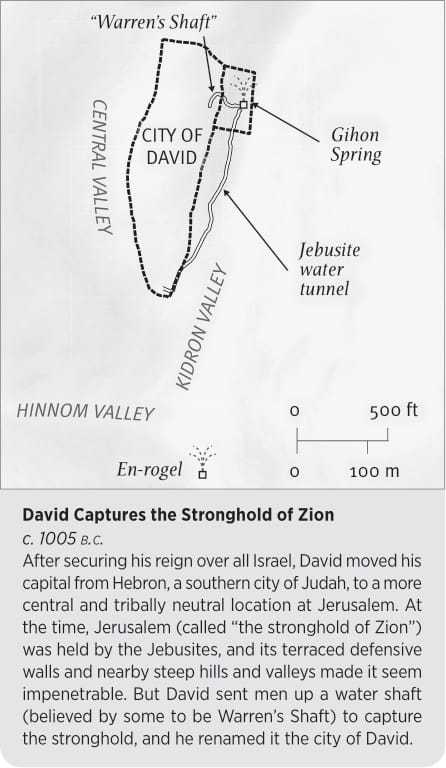 “Warren’s Shaft”
CENTRAL VALLEY
CITY OF
DAVID
Gihon
Spring
Jebusite
water
tunnel
KIDRON VALLEY
HINNOM VALLEY
0 500 ft
0 100 m
En-rogel
David Captures the Stronghold of Zion
c. 1005 B.C.
After securing his reign over all Israel, David moved his
capital from Hebron, a southern city of Judah, to a more
central and tribally neutral location at Jerusalem. At
the time, Jerusalem (called “the stronghold of Zion”)
was held by the Jebusites, and its terraced defensive
walls and nearby steep hills and valleys made it seem
impenetrable. But David sent men up a water shaft
(believed by some to be Warren’s Shaft) to capture
the stronghold, and he renamed it the city of David.